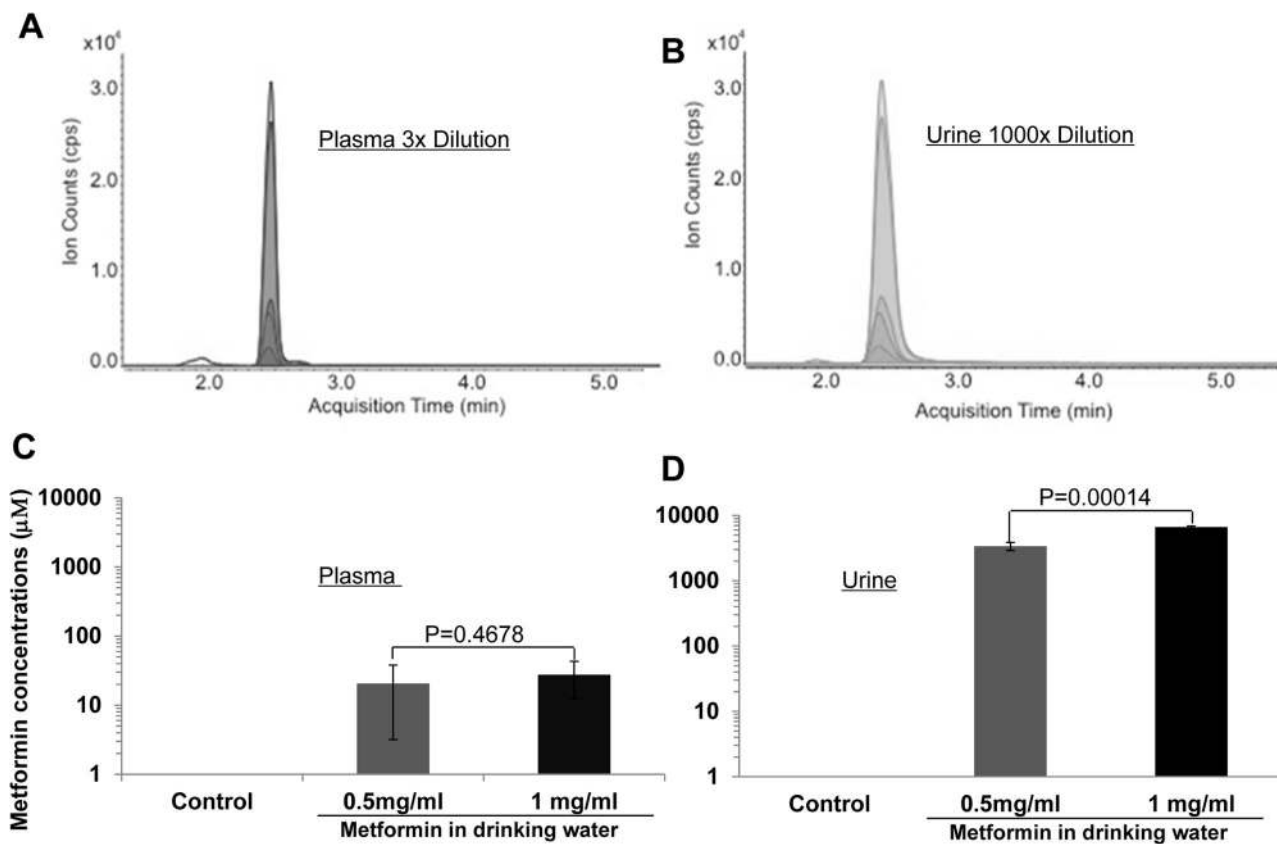 A
x10⁴
3.0
2.0
1.0
0.0
Ion Counts (cps)
Plasma 3x Dilution
2.0 3.0 4.0 5.0
Acquisition Time (min)
B
x10⁴
3.0
2.0
1.0
0.0
Ion Counts (cps)
Urine 1000x Dilution
2.0 3.0 4.0 5.0
Acquisition Time (min)
C
Metformin concentrations (μM)
10000
1000
100
10
1
Plasma
P=0.4678
Control 0.5mg/ml 1 mg/ml
Metformin in drinking water
D
10000
1000
100
10
1
P=0.00014
Urine
Control 0.5mg/ml 1 mg/ml
Metformin in drinking water